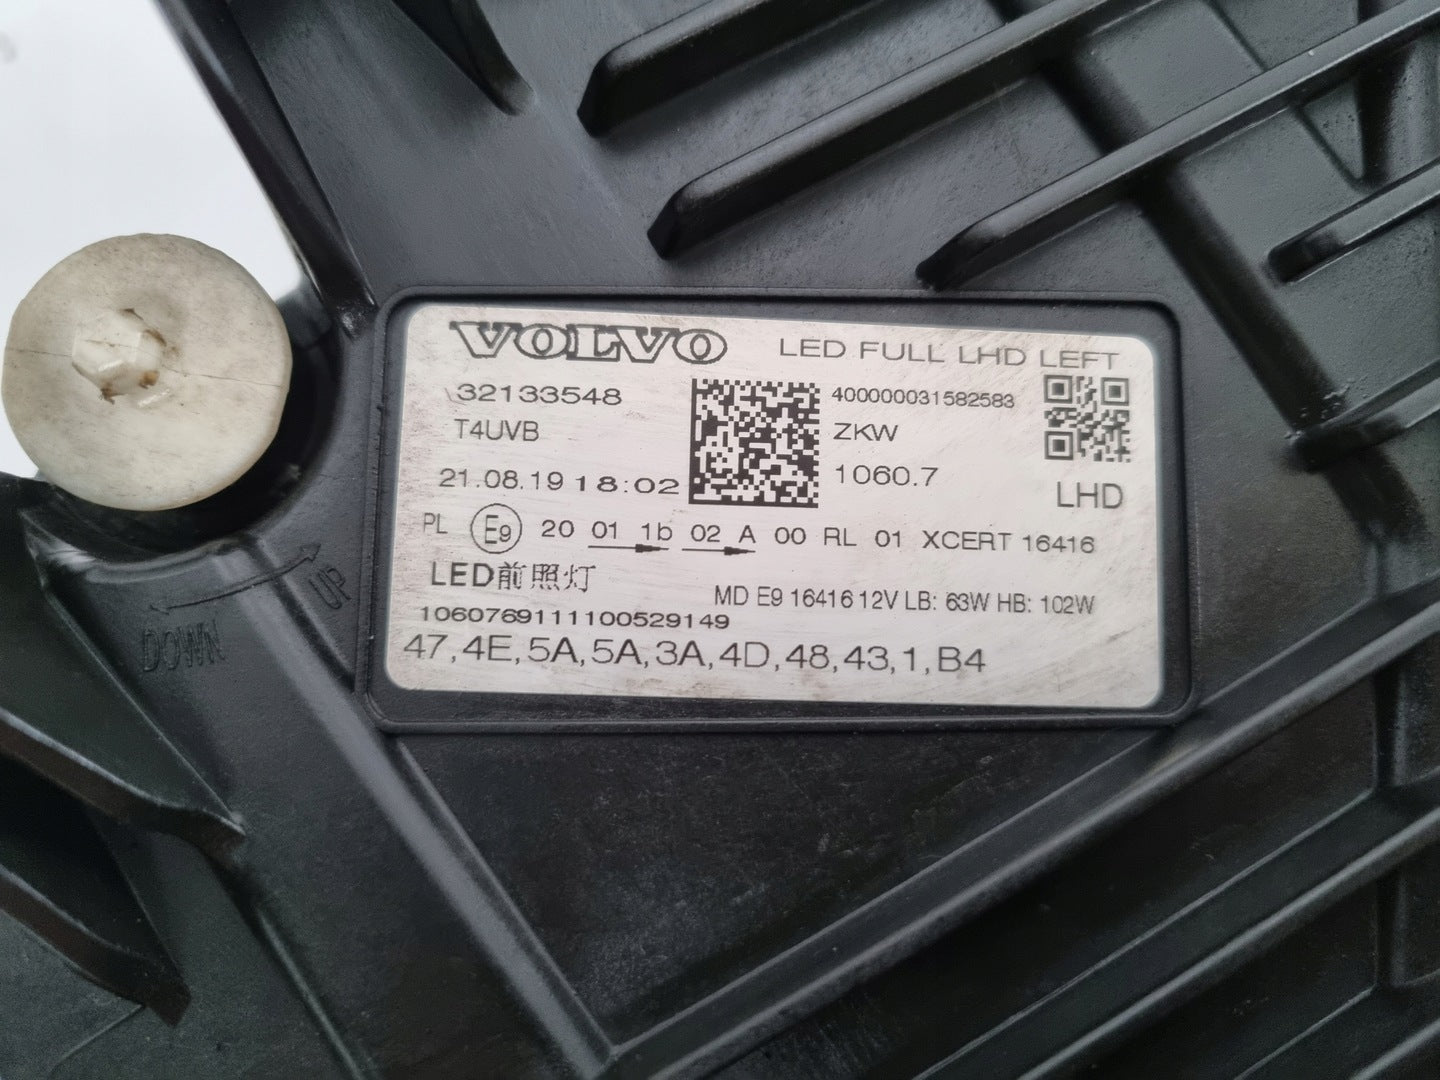 VOLVO LED FULL LHD LEFT
32133548 400000031582583
T4UVB ZKW
21.08.19 18:02 1060.7
LHD
PL E9 20 01 1b 02 A 00 RL 01 XCERT 16416
LED前照灯 MD E9 16416 12V LB: 63W HB: 102W
1060769111100529149
47,4E,5A,5A,3A,4D,48,43,1,B4
UP
DOWN